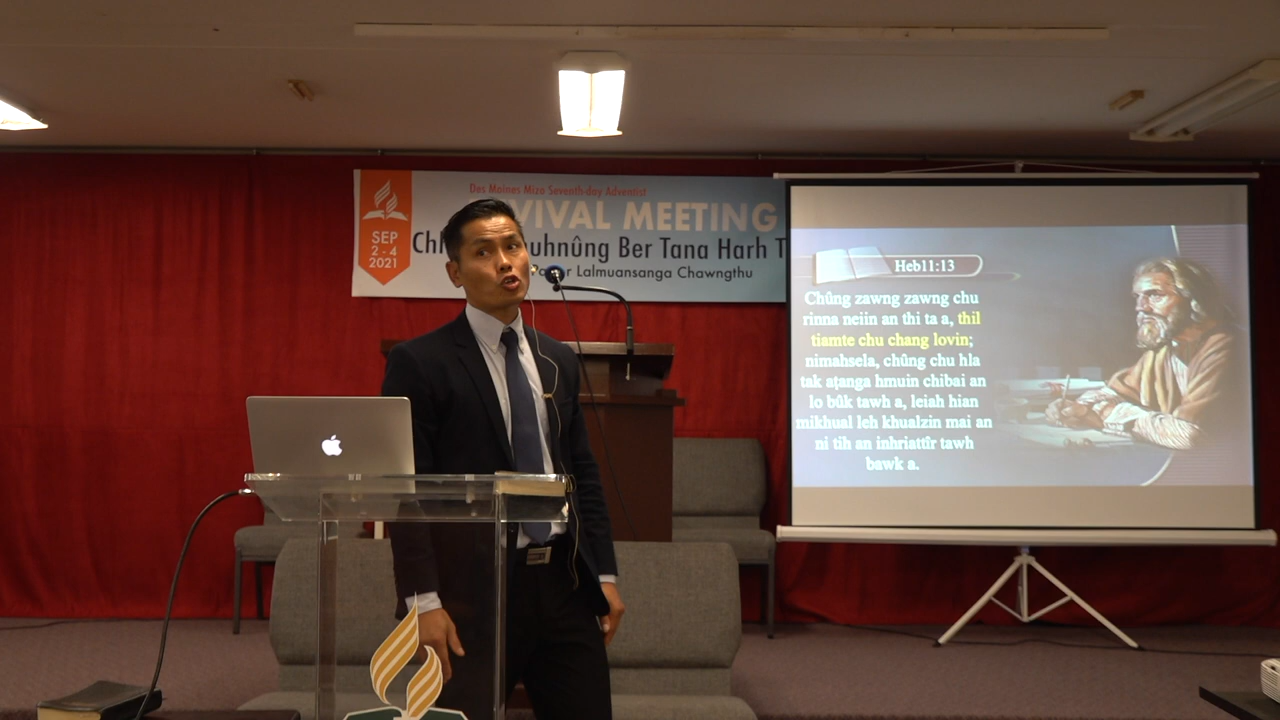 Des Moines Mizo Seventh-day Adventist
VIVAL MEETING
SEP
2 - 4
2021
uhnûng Ber Tana Harh
Lalmuansanga Chawngthu
Heb11:13
Chûng zawng zawng chu
rinna neiin an thi ta a, thil
tiamte chu chang lovin;
nimahsela, chûng chu hla
tak aṭanga hmuin chibai an
lo bûk tawh a, leiah hian
mikhual leh khualzin mai an
ni tih an inhriattîr tawh
bawk a.